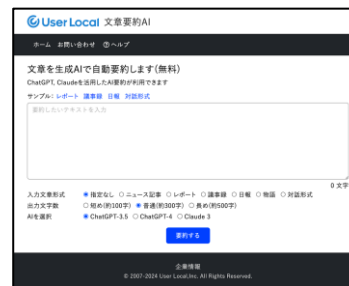 User Local 文章要約AI
ホーム お問い合わせ ?ヘルプ
文章を生成AIで自動要約します(無料)
ChatGPT, Claudeを活用したAI要約が利用できます
サンプル: レポート 議事録 日報 対話形式
要約したいテキストを入力
0 文字
入力文章形式 指定なし ニュース記事 レポート 議事録 日報 物語 対話形式
出力文字数 短め(約100字) 普通(約300字) 長め(約500字)
AIを選択 ChatGPT-3.5 ChatGPT-4 Claude 3
要約する
企業情報
© 2007-2024 User Local,Inc. All Rights Reserved.